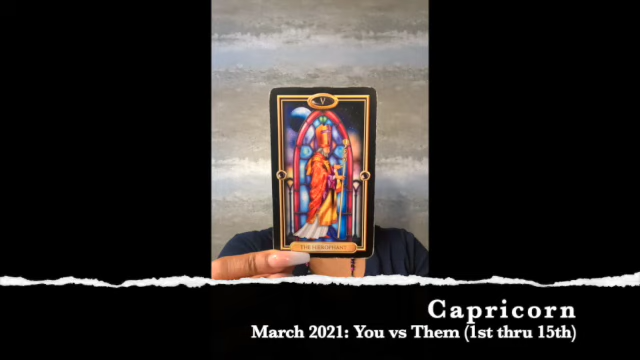 V
THE HIEROPHANT
Capricorn
March 2021: You vs Them (1st thru 15th)